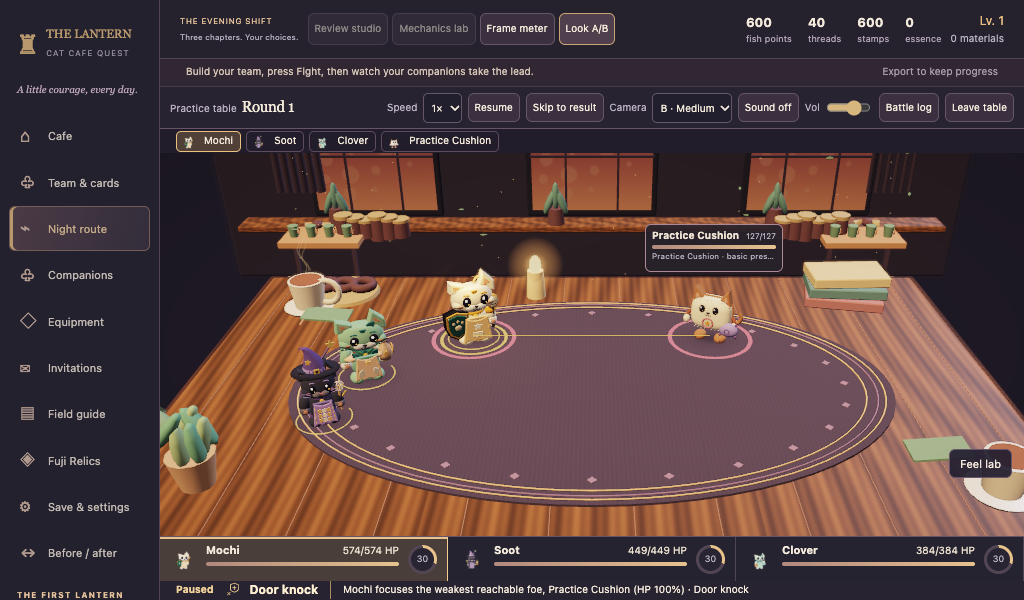 THE LANTERN
CAT CAFE QUEST
A little courage, every day.
Cafe
Team & cards
Night route
Companions
Equipment
Invitations
Field guide
Fuji Relics
Save & settings
Before / after
THE FIRST LANTERN
THE EVENING SHIFT
Three chapters. Your choices.
Review studio
Mechanics lab
Frame meter
Look A/B
600
fish points
40
threads
600
stamps
0
essence
Lv. 1
0 materials
Build your team, press Fight, then watch your companions take the lead.
Export to keep progress
Practice table Round 1
Speed 1x
Resume
Skip to result
Camera B · Medium
Sound off
Vol
Battle log
Leave table
Mochi
Soot
Clover
Practice Cushion
Practice Cushion 127/127
Practice Cushion · basic pres...
Feel lab
Mochi 574/574 HP 30
Soot 449/449 HP 30
Clover 384/384 HP 30
Paused Door knock Mochi focuses the weakest reachable foe, Practice Cushion (HP 100%) · Door knock